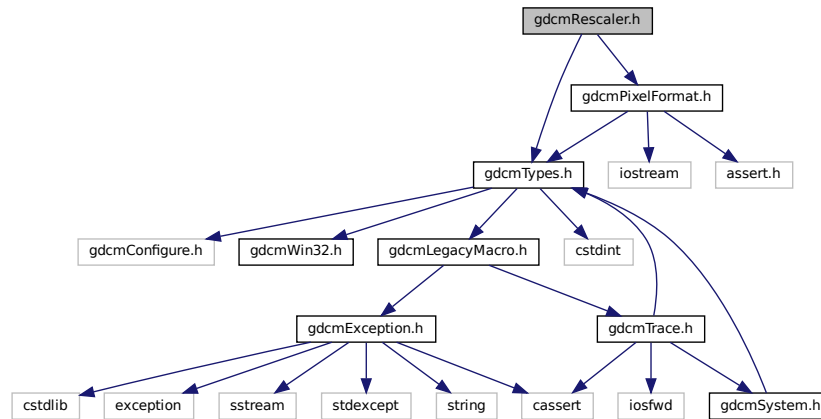 gdcmRescaler.h
gdcmPixelFormat.h
gdcmTypes.h
iostream
assert.h
gdcmConfigure.h
gdcmWin32.h
gdcmLegacyMacro.h
cstdint
gdcmException.h
gdcmTrace.h
cstdlib
exception
sstream
stdexcept
string
cassert
iosfwd
gdcmSystem.h